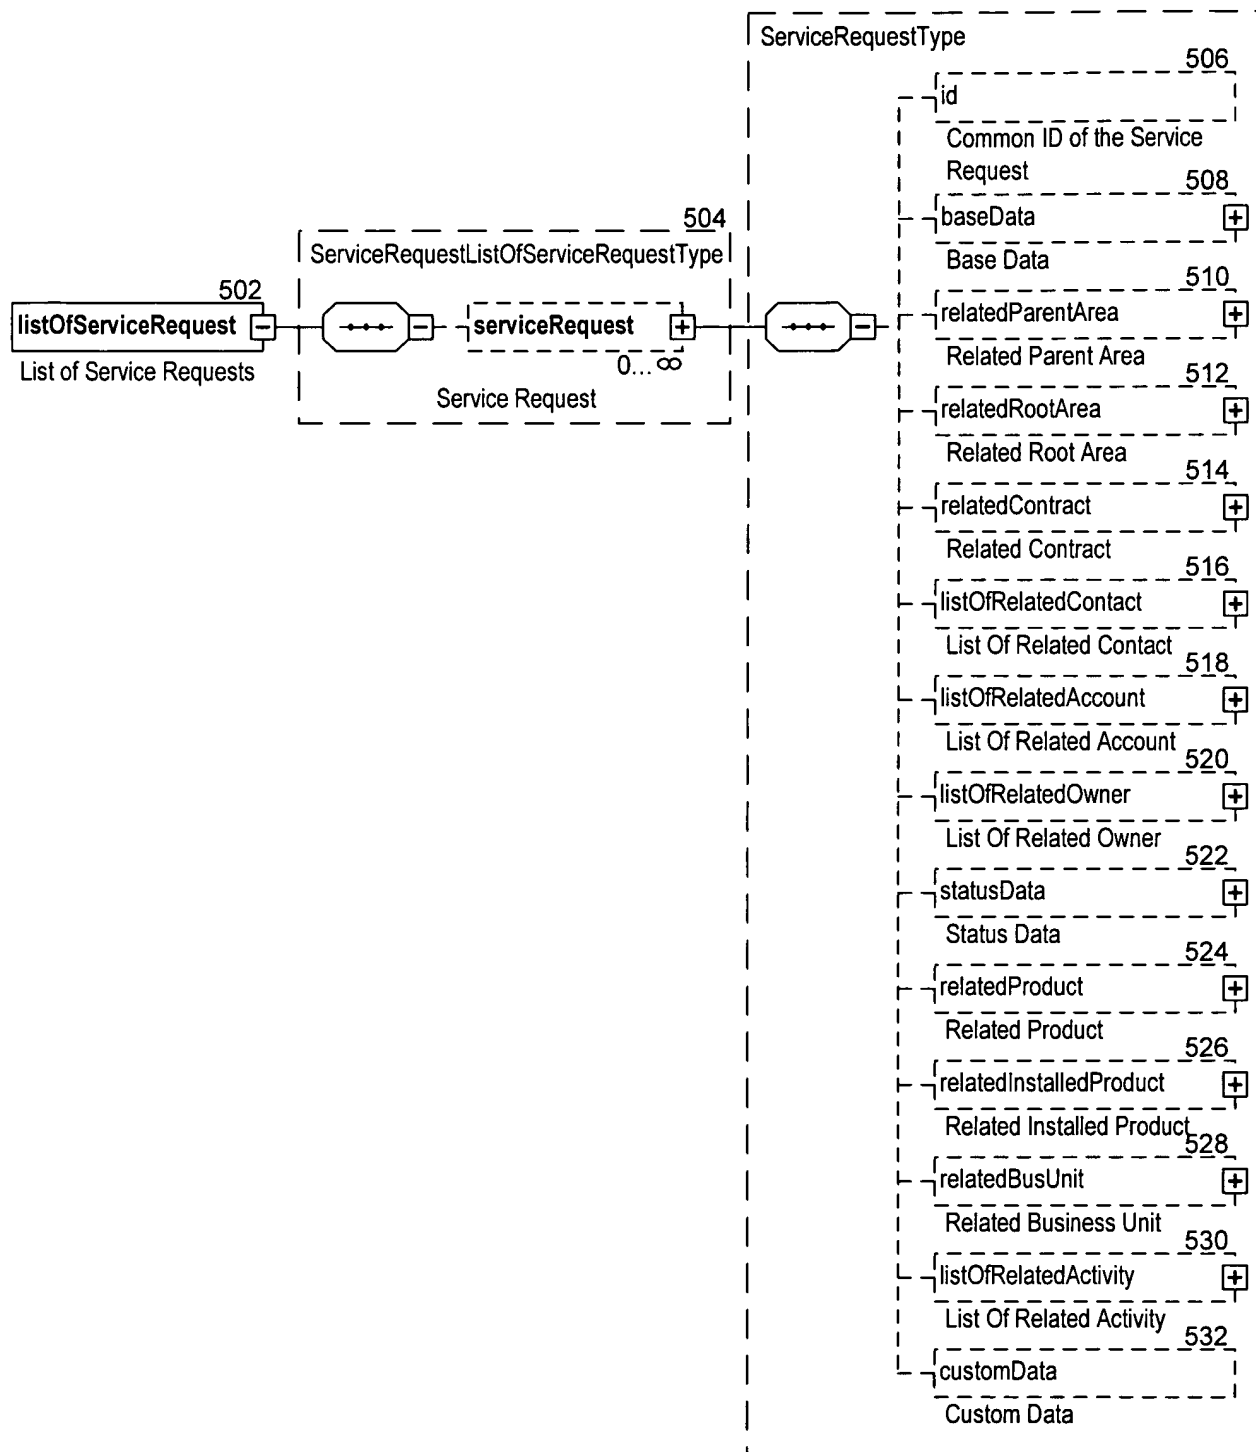 ServiceRequestType
506
id
Common ID of the Service
Request
508
baseData
Base Data
504
ServiceRequestListOfServiceRequestType
502
listOfServiceRequest
List of Service Requests
serviceRequest
0... ∞
Service Request
510
relatedParentArea
Related Parent Area
512
relatedRootArea
Related Root Area
514
relatedContract
Related Contract
516
listOfRelatedContact
List Of Related Contact
518
listOfRelatedAccount
List Of Related Account
520
listOfRelatedOwner
List Of Related Owner
522
statusData
Status Data
524
relatedProduct
Related Product
526
relatedInstalledProduct
Related Installed Product
528
relatedBusUnit
Related Business Unit
530
listOfRelatedActivity
List Of Related Activity
532
customData
Custom Data